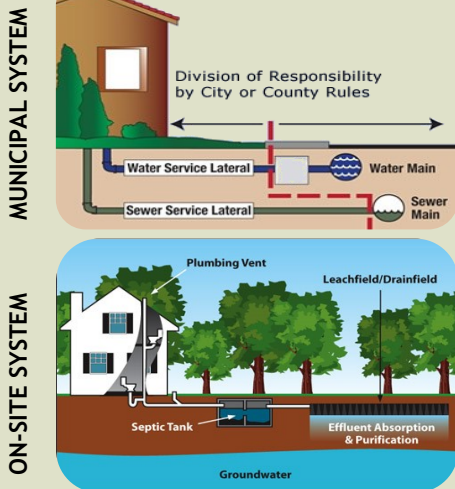 MUNICIPAL SYSTEM
Division of Responsibility
by City or County Rules
Water Service Lateral
Water Main
Sewer Service Lateral
Sewer
Main
ON-SITE SYSTEM
Plumbing Vent
Leachfield/Drainfield
Septic Tank
Effluent Absorption
& Purification
Groundwater